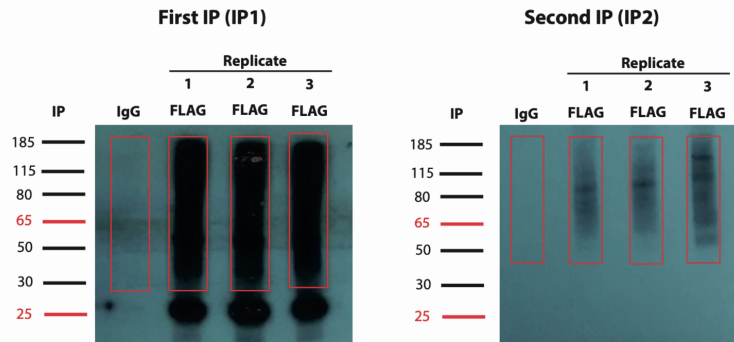 First IP (IP1)
Replicate
1 2 3
IP IgG FLAG FLAG FLAG
185
115
80
65
50
30
25
Second IP (IP2)
Replicate
1 2 3
IP IgG FLAG FLAG FLAG
185
115
80
65
50
30
25